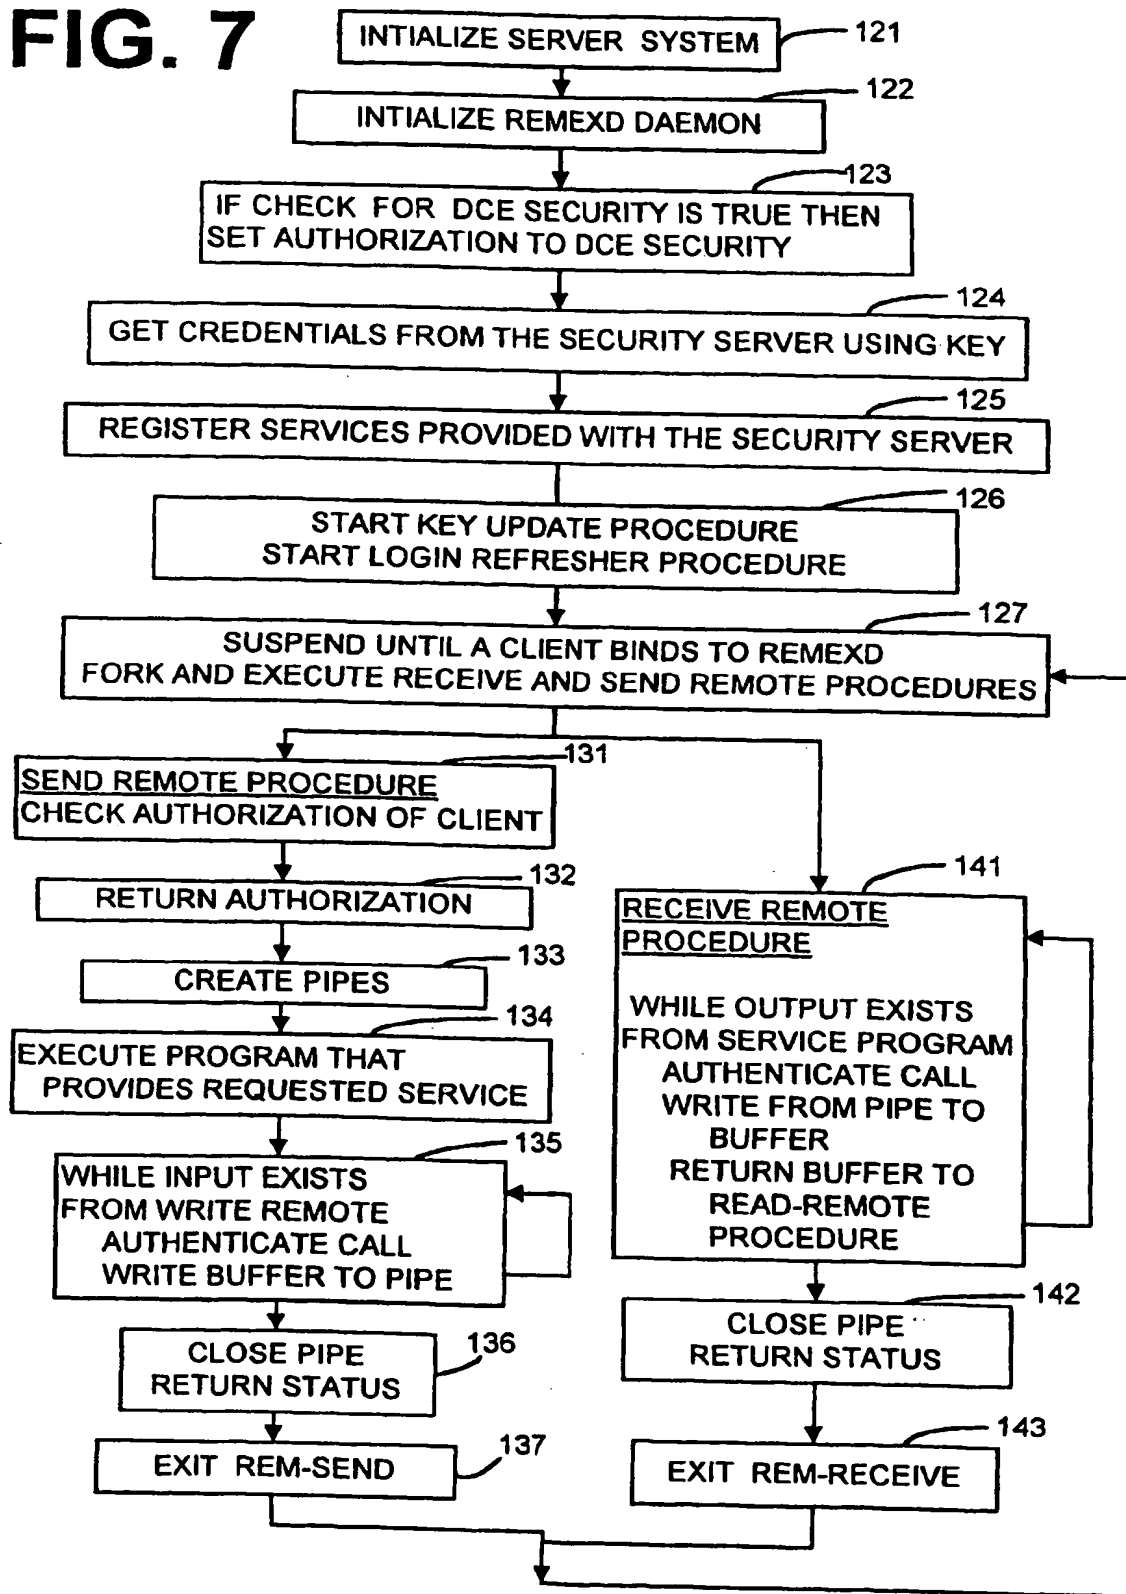 FIG. 7
INTIALIZE SERVER SYSTEM
121
122
INTIALIZE REMEXD DAEMON
123
IF CHECK FOR DCE SECURITY IS TRUE THEN
SET AUTHORIZATION TO DCE SECURITY
124
GET CREDENTIALS FROM THE SECURITY SERVER USING KEY
125
REGISTER SERVICES PROVIDED WITH THE SECURITY SERVER
126
START KEY UPDATE PROCEDURE
START LOGIN REFRESHER PROCEDURE
127
SUSPEND UNTIL A CLIENT BINDS TO REMEXD
FORK AND EXECUTE RECEIVE AND SEND REMOTE PROCEDURES
131
SEND REMOTE PROCEDURE
CHECK AUTHORIZATION OF CLIENT
132
RETURN AUTHORIZATION
133
CREATE PIPES
134
EXECUTE PROGRAM THAT
PROVIDES REQUESTED SERVICE
135
WHILE INPUT EXISTS
FROM WRITE REMOTE
AUTHENTICATE CALL
WRITE BUFFER TO PIPE
136
CLOSE PIPE
RETURN STATUS
137
EXIT REM-SEND
141
RECEIVE REMOTE
PROCEDURE
WHILE OUTPUT EXISTS
FROM SERVICE PROGRAM
AUTHENTICATE CALL
WRITE FROM PIPE TO
BUFFER
RETURN BUFFER TO
READ-REMOTE
PROCEDURE
142
CLOSE PIPE
RETURN STATUS
143
EXIT REM-RECEIVE